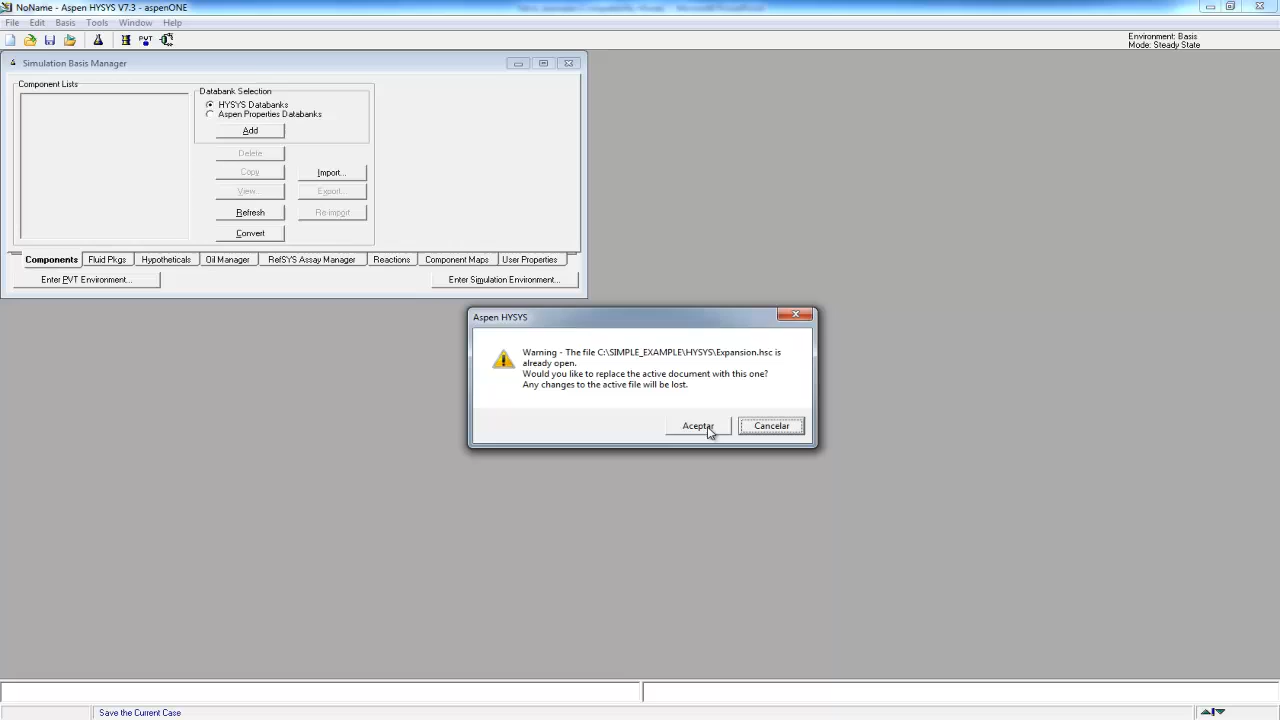 NoName - Aspen HYSYS V7.3 - aspenONE
File Edit Basis Tools Window Help
PVT
Environment: Basis
Mode: Steady State
Simulation Basis Manager
Component Lists
Databank Selection
HYSYS Databanks
Aspen Properties Databanks
Add
Delete
Copy
Import...
View...
Export...
Refresh
Re-import
Convert
Components Fluid Pkgs Hypotheticals Oil Manager RefSYS Assay Manager Reactions Component Maps User Properties
Enter PVT Environment...
Enter Simulation Environment...
Aspen HYSYS
Warning - The file C:\SIMPLE_EXAMPLE\HYSYS\Expansion.hsc is
already open.
Would you like to replace the active document with this one?
Any changes to the active file will be lost.
Aceptar
Cancelar
Save the Current Case